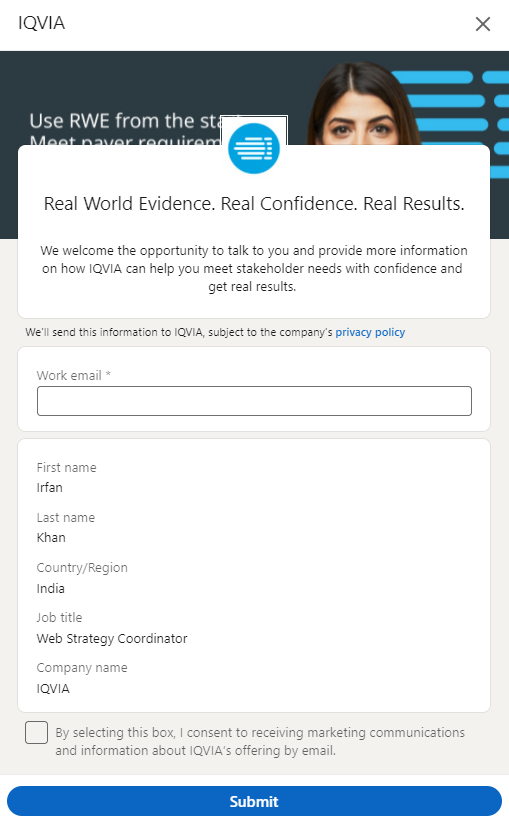 IQVIA
Use RWE from the
Meet payer
Real World Evidence. Real Confidence. Real Results.
We welcome the opportunity to talk to you and provide more information
on how IQVIA can help you meet stakeholder needs with confidence and
get real results.
We'll send this information to IQVIA, subject to the company's privacy policy
Work email *
First name
Irfan
Last name
Khan
Country/Region
India
Job title
Web Strategy Coordinator
Company name
IQVIA
By selecting this box, I consent to receiving marketing communications
and information about IQVIA's offering by email.
Submit